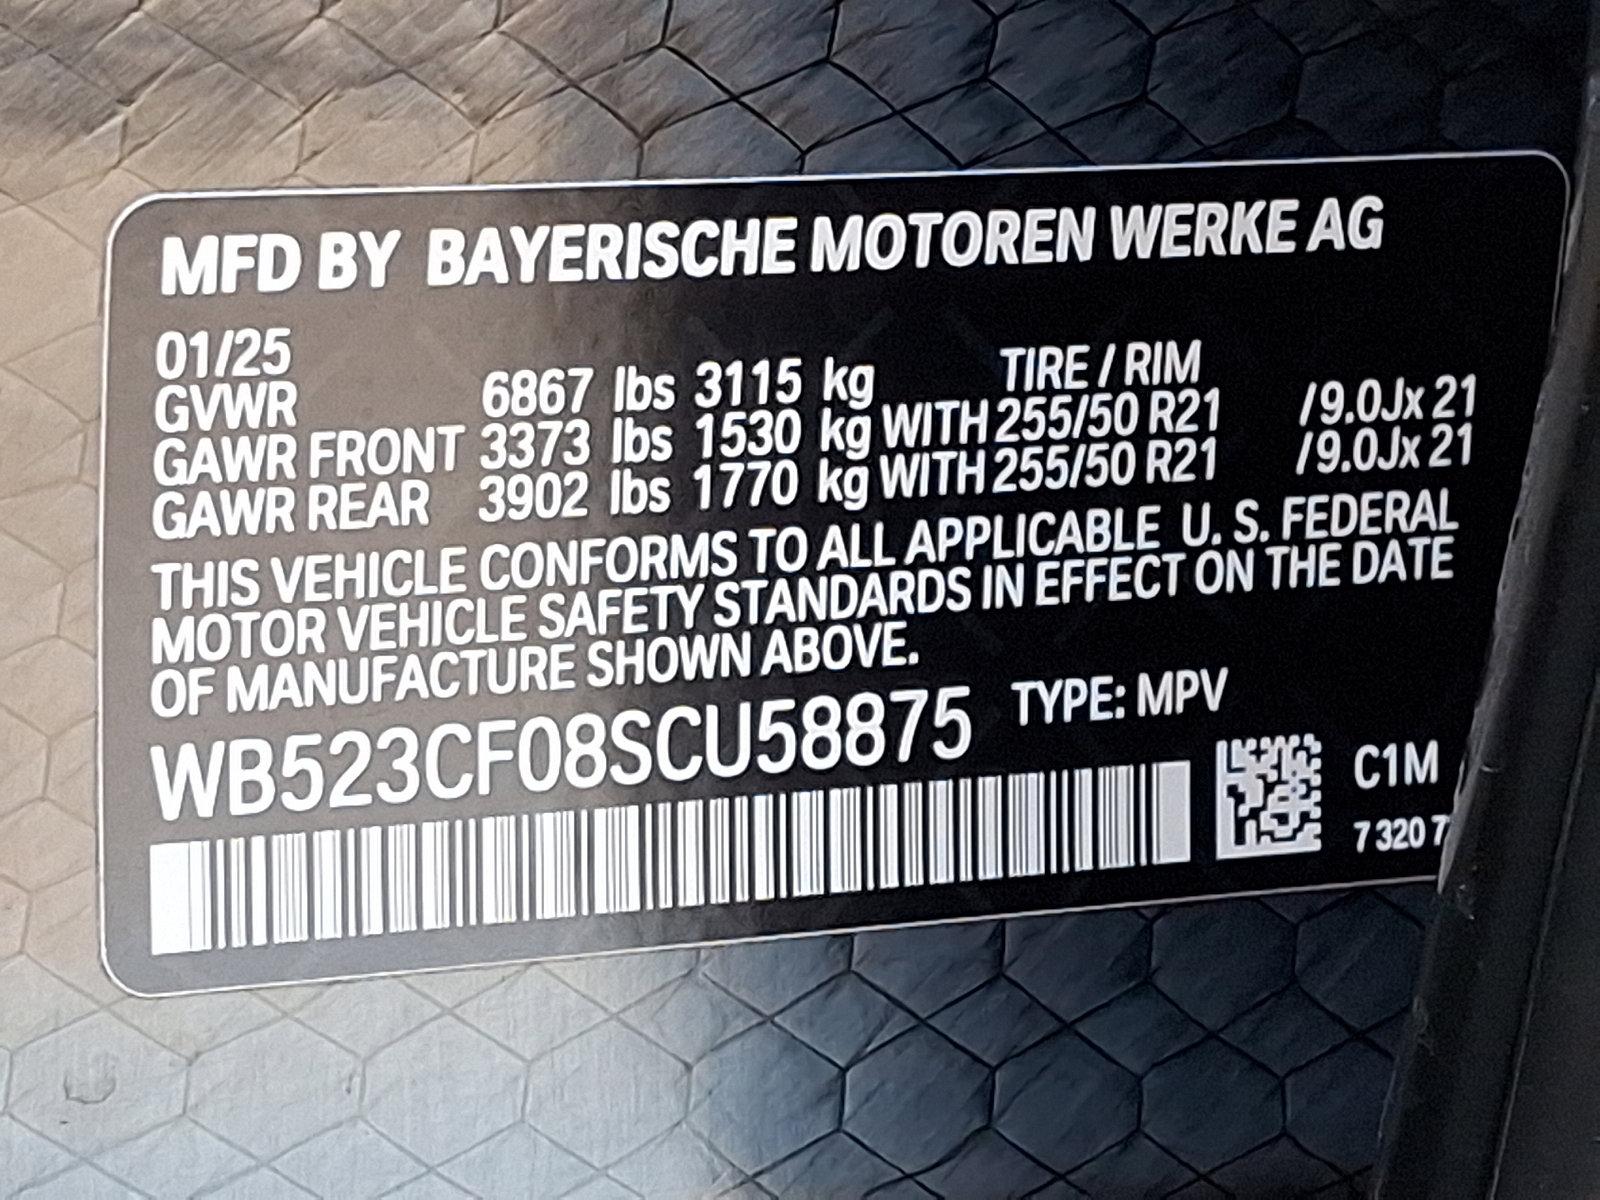 MFD BY BAYERISCHE MOTOREN WERKE AG
01/25
GVWR 6867 lbs 3115 kg TIRE / RIM
GAWR FRONT 3373 lbs 1530 kg WITH 255/50 R21 /9.0Jx 21
GAWR REAR 3902 lbs 1770 kg WITH 255/50 R21 /9.0Jx 21
THIS VEHICLE CONFORMS TO ALL APPLICABLE U. S. FEDERAL
MOTOR VEHICLE SAFETY STANDARDS IN EFFECT ON THE DATE
OF MANUFACTURE SHOWN ABOVE.
WB523CF08SCU58875 TYPE: MPV
C1M
7 320